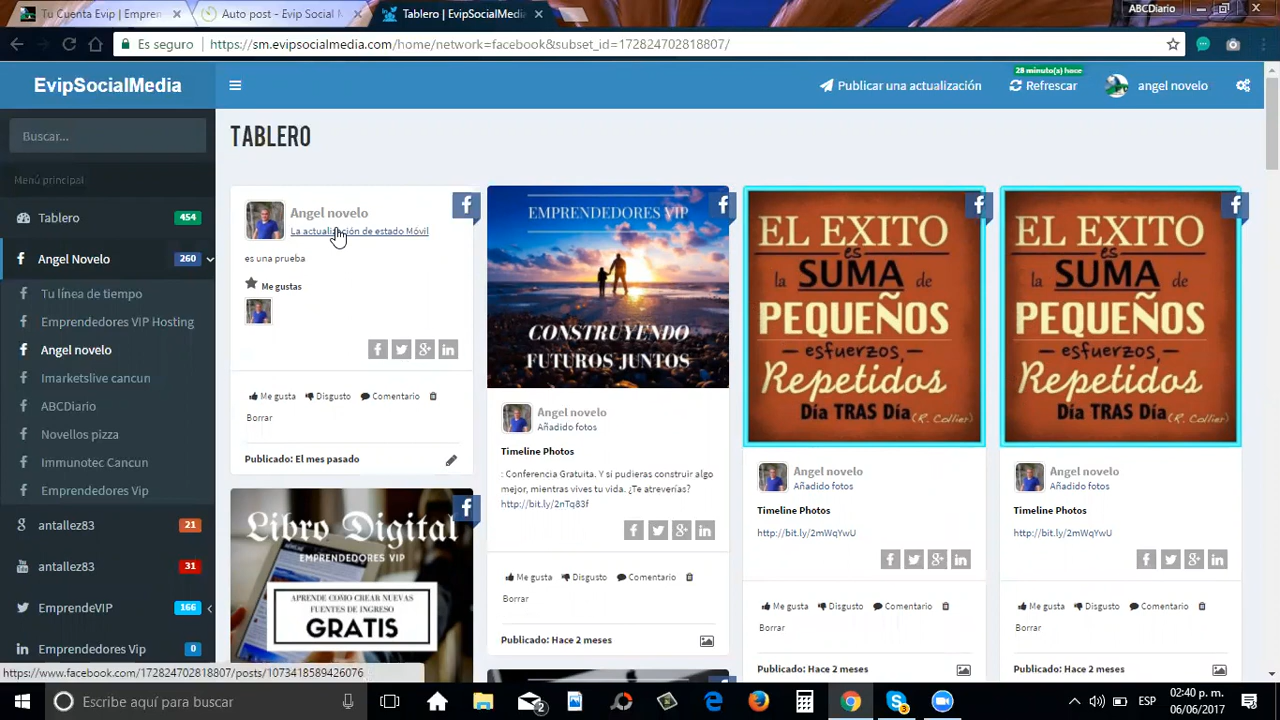 Tu Cuenta Evip | Empren
Auto post - Evip Social M
Tablero | EvipSocialMedia
ABCDiario
Es seguro
https://sm.evipsocialmedia.com/home/network=facebook&subset_id=172824702818807/
EvipSocialMedia
Publicar una actualización
28 minuto(s) hace
Refrescar
angel novelo
Buscar...
Menú principal
Tablero 454
Angel Novelo 260
Tu línea de tiempo
Emprendedores VIP Hosting
Angel novelo
Imarketslive cancun
ABCDiario
Novellos pizza
Immunotec Cancun
Emprendedores Vip
antallez83 21
antallez83 31
EmprendeVIP 166
Emprendedores Vip 0
TABLERO
Angel novelo
La actualización de estado Móvil
es una prueba
Me gustas
Me gusta Disgusto Comentario
Borrar
Publicado: El mes pasado
Libro Digital
EMPRENDEDORES VIP
APRENDE COMO CREAR NUEVAS
FUENTES DE INGRESO
GRATIS
EMPRENDEDORES VIP
CONSTRUYENDO
FUTUROS JUNTOS
Angel novelo
Añadido fotos
Timeline Photos
: Conferencia Gratuita. Y si pudieras construir algo
mejor, mientras vives tu vida. ¿Te atreverías?
http://bit.ly/2nTq83f
Me gusta Disgusto Comentario
Borrar
Publicado: Hace 2 meses
EL EXITO
es
la SUMA de
PEQUEÑOS
esfuerzos,
Repetidos
Día TRAS Día
(R. Collier)
Angel novelo
Añadido fotos
Timeline Photos
http://bit.ly/2mWqYwU
Me gusta Disgusto Comentario
Borrar
Publicado: Hace 2 meses
EL EXITO
es
la SUMA de
PEQUEÑOS
esfuerzos,
Repetidos
Día TRAS Día
(R. Collier)
Angel novelo
Añadido fotos
Timeline Photos
http://bit.ly/2mWqYwU
Me gusta Disgusto Comentario
Borrar
Publicado: Hace 2 meses
https://www.facebook.com/172824702818807/posts/1073418589426076
Escribe aquí para buscar
2
3
ESP
02:40 p. m.
06/06/2017